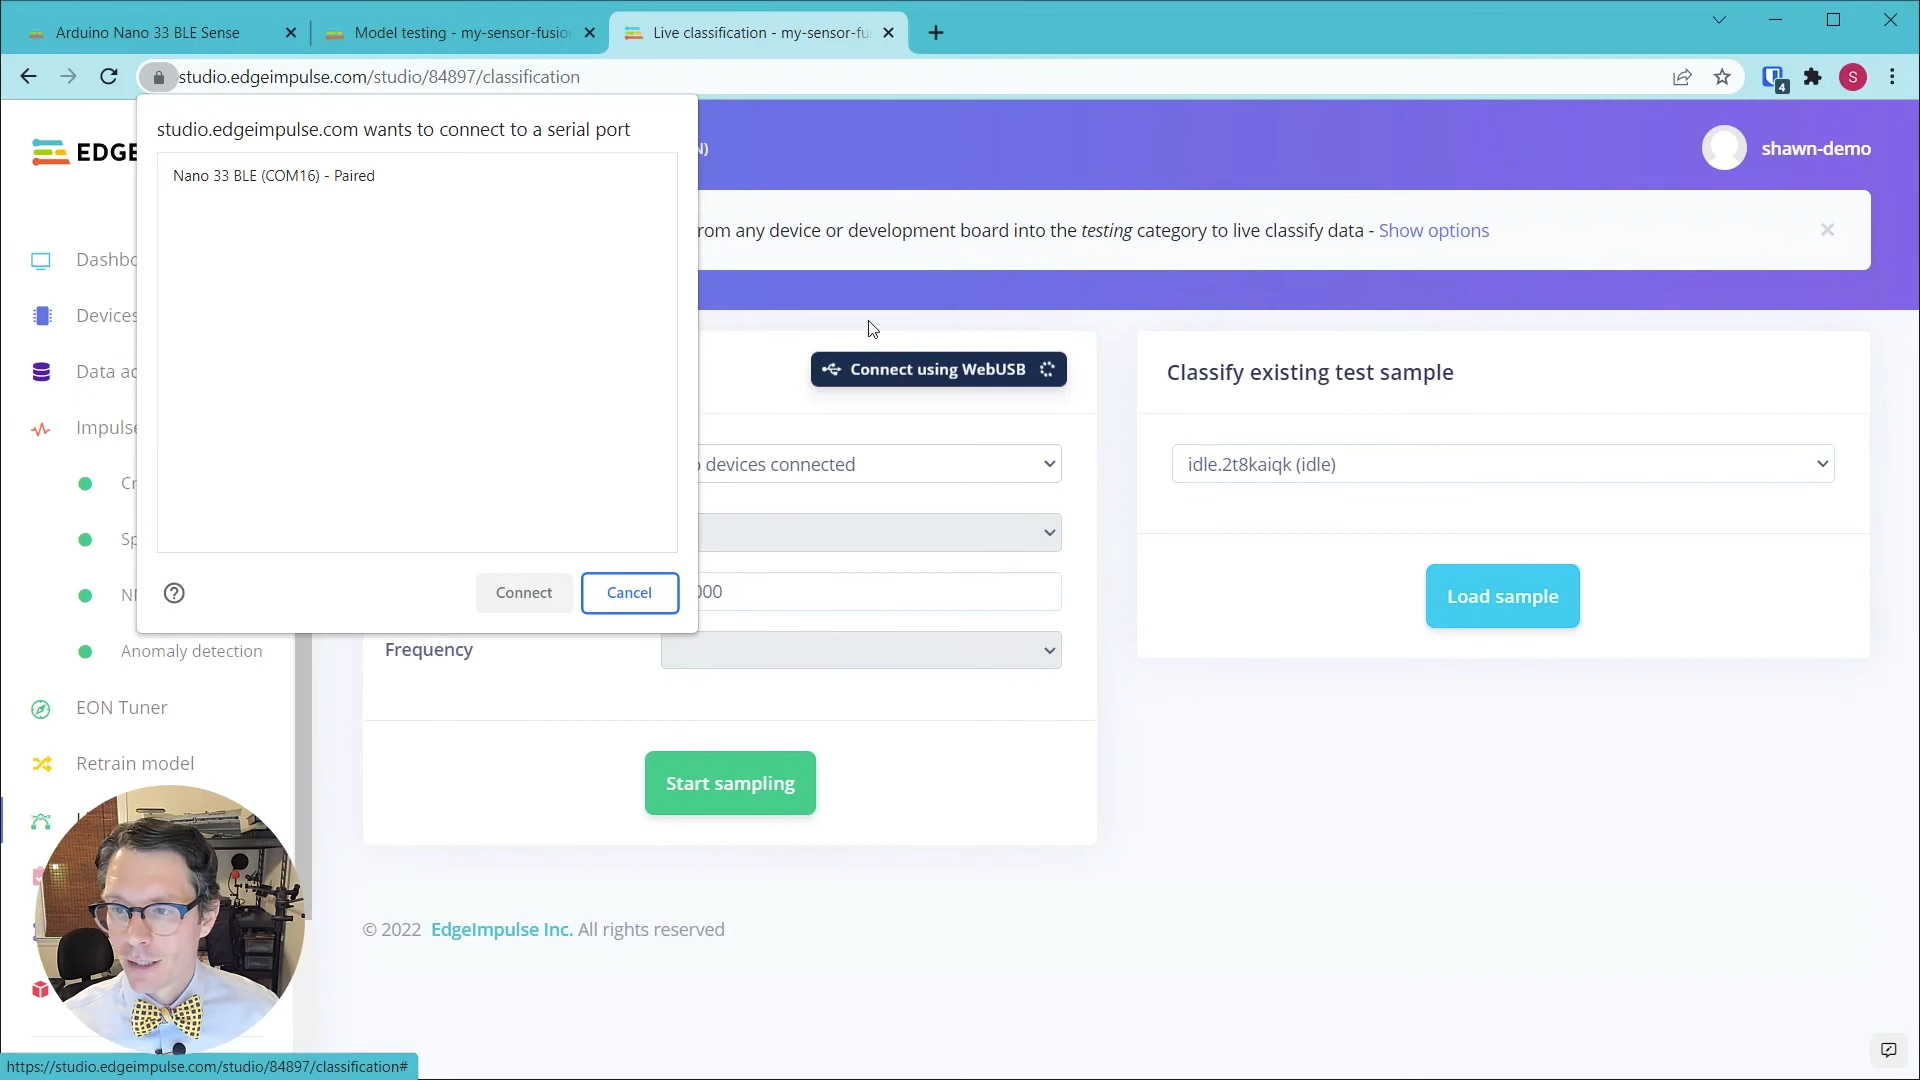 Arduino Nano 33 BLE Sense
Model testing - my-sensor-fusio
Live classification - my-sensor-fu
studio.edgeimpulse.com/studio/84897/classification
4
S
studio.edgeimpulse.com wants to connect to a serial port
Nano 33 BLE (COM16) - Paired
Connect
Cancel
EDGE
N)
shawn-demo
rom any device or development board into the testing category to live classify data - Show options
Dashbo
Devices
Data ac
Impulse
Cr
Sp
Anomaly detection
EON Tuner
Retrain model
Connect using WebUSB
devices connected
000
Frequency
Start sampling
Classify existing test sample
idle.2t8kaiqk (idle)
Load sample
© 2022 EdgeImpulse Inc. All rights reserved
https://studio.edgeimpulse.com/studio/84897/classification#